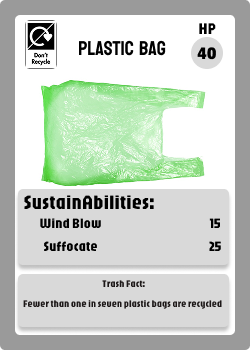 Don't
Recycle
PLASTIC BAG
HP
40
SustainAbilities:
Wind Blow 15
Suffocate 25
Trash Fact:
Fewer than one in seven plastic bags are recycled